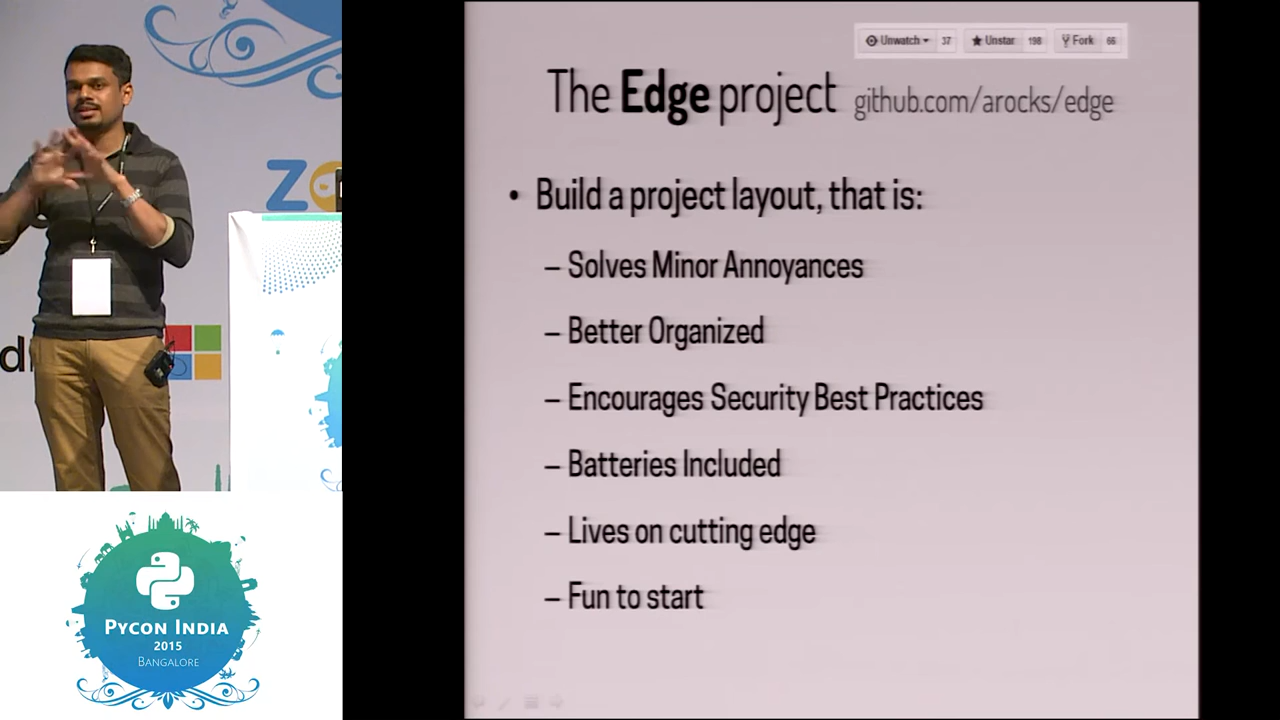 Unwatch 37 Unstar 198 Fork 66
The Edge project github.com/arocks/edge
• Build a project layout, that is:
– Solves Minor Annoyances
– Better Organized
– Encourages Security Best Practices
– Batteries Included
– Lives on cutting edge
– Fun to start
PYCON INDIA
2015
BANGALORE